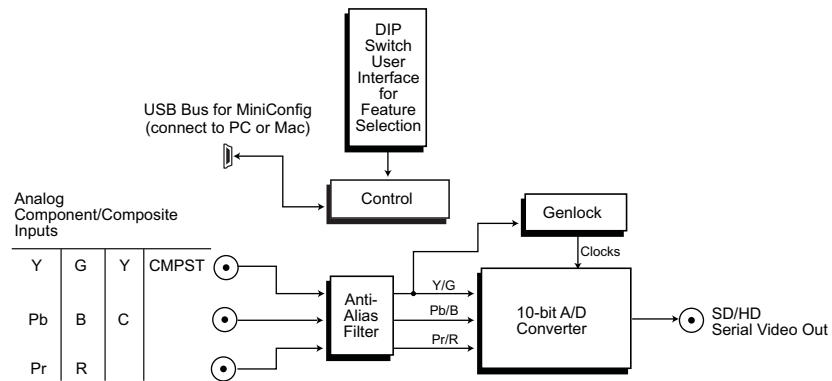 DIP
Switch
User
Interface
for
Feature
Selection
USB Bus for MiniConfig
(connect to PC or Mac)
Control
Analog
Component/Composite
Inputs
Genlock
Clocks
Y G Y CMPST
Pb B C
Pr R
Anti-
Alias
Filter
Y/G
Pb/B
Pr/R
10-bit A/D
Converter
SD/HD
Serial Video Out